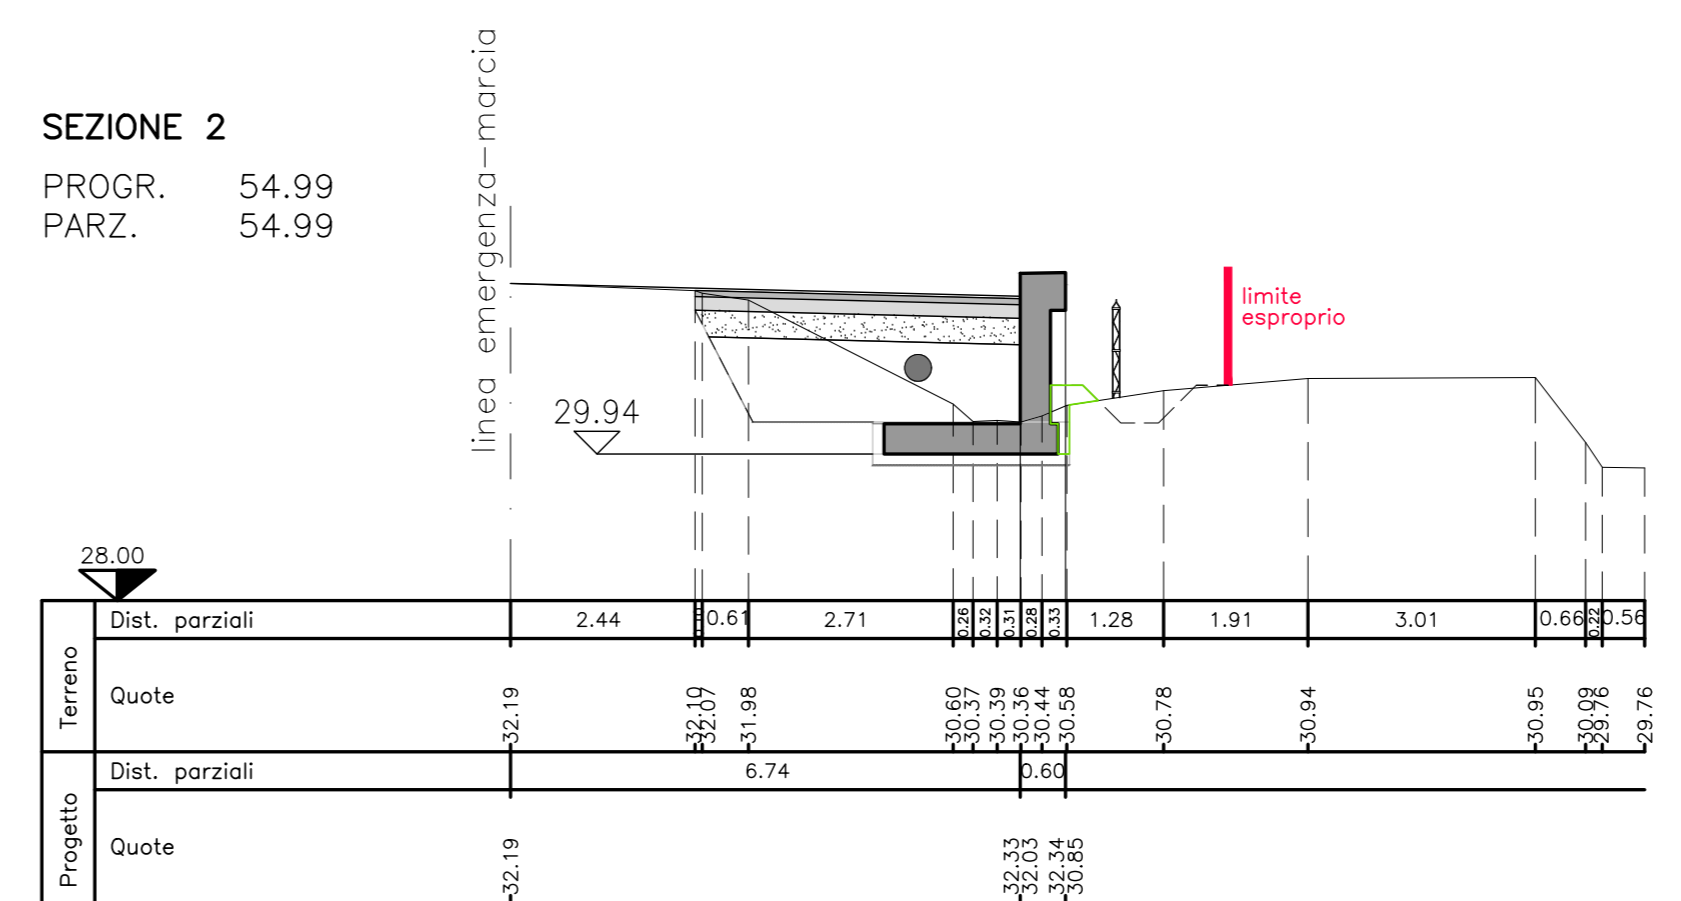 linea emergenza-marcia
SEZIONE 2
PROGR. 54.99
PARZ. 54.99
limite
esproprio
29.94
28.00
Terreno
Dist. parziali 2.44 0.61 2.71 0.26 0.32 0.31 0.28 0.33 1.28 1.91 3.01 0.66 0.22 0.56
Quote 32.19 32.10 32.07 31.98 30.60 30.37 30.39 30.36 30.44 30.58 30.78 30.94 30.95 30.09 29.76 29.76
Progetto
Dist. parziali 6.74 0.60
Quote 32.19 32.33 32.03 32.34 30.85